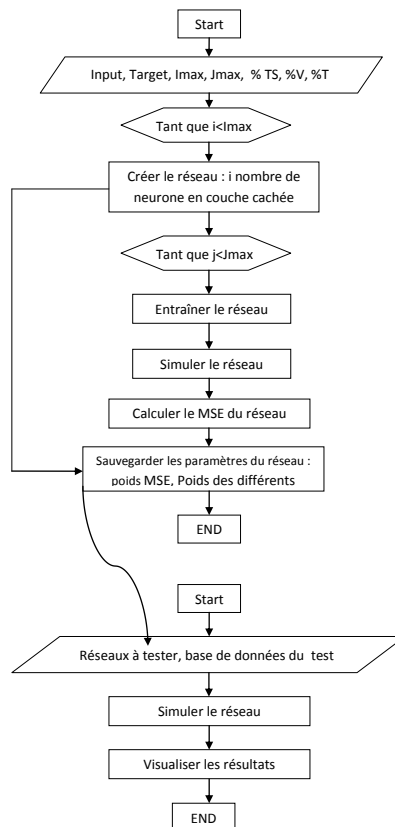 Start
Input, Target, Imax, Jmax, % TS, %V, %T
Tant que i<Imax
Créer le réseau : i nombre de
neurone en couche cachée
Tant que j<Jmax
Entraîner le réseau
Simuler le réseau
Calculer le MSE du réseau
Sauvegarder les paramètres du réseau :
poids MSE, Poids des différents
END
Start
Réseaux à tester, base de données du test
Simuler le réseau
Visualiser les résultats
END